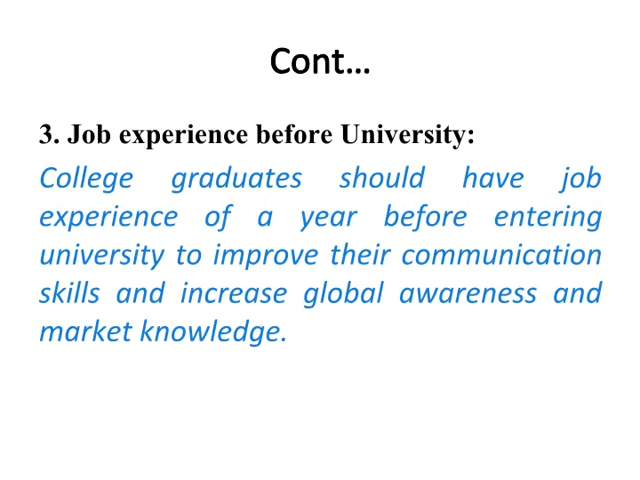 Cont…
3. Job experience before University:
College graduates should have job
experience of a year before entering
university to improve their communication
skills and increase global awareness and
market knowledge.